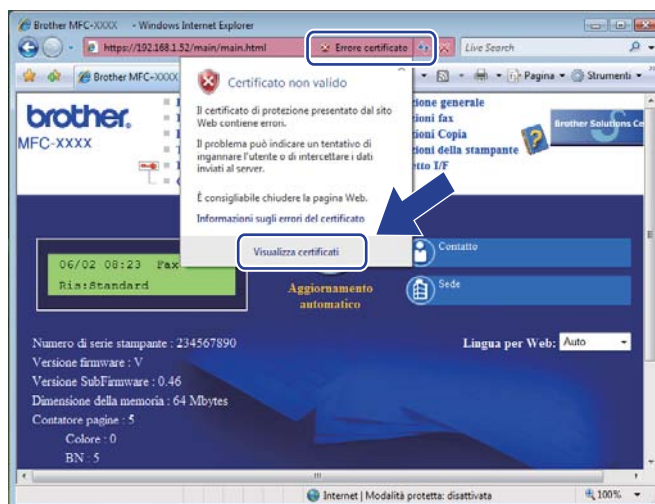 Brother MFC-XXXX - Windows Internet Explorer
https://192.168.1.52/main/main.html
Errore certificato
Live Search
Brother MFC-XXXX
Pagina
Strumenti
Certificato non valido
Il certificato di protezione presentato dal sito
Web contiene errori.
Il problema può indicare un tentativo di
ingannare l'utente o di intercettare i dati
inviati al server.
È consigliabile chiudere la pagina Web.
Informazioni sugli errori del certificato
Visualizza certificati
brother.
MFC-XXXX
zione generale
zioni fax
zioni Copia
zioni della stampante
etto I/F
Brother Solutions Ce
06/02 08:23 Fax
Ris:Standard
Aggiornamento
automatico
Contatto
Sede
Numero di serie stampante : 234567890
Lingua per Web: Auto
Versione firmware : V
Versione SubFirmware : 0.46
Dimensione della memoria : 64 Mbytes
Contatore pagine : 5
Colore : 0
BN : 5
Internet | Modalità protetta: disattivata
100%